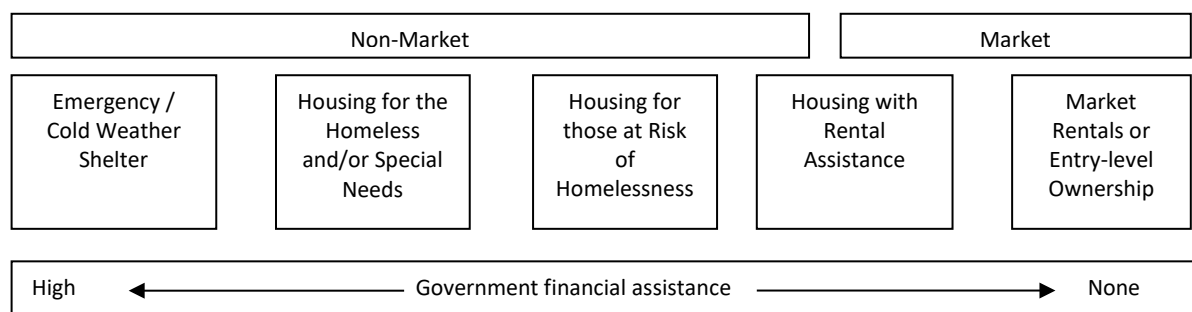 Non-Market
Market
Emergency /
Cold Weather
Shelter
Housing for the
Homeless
and/or Special
Needs
Housing for
those at Risk
of
Homelessness
Housing with
Rental
Assistance
Market
Rentals or
Entry-level
Ownership
High Government financial assistance None